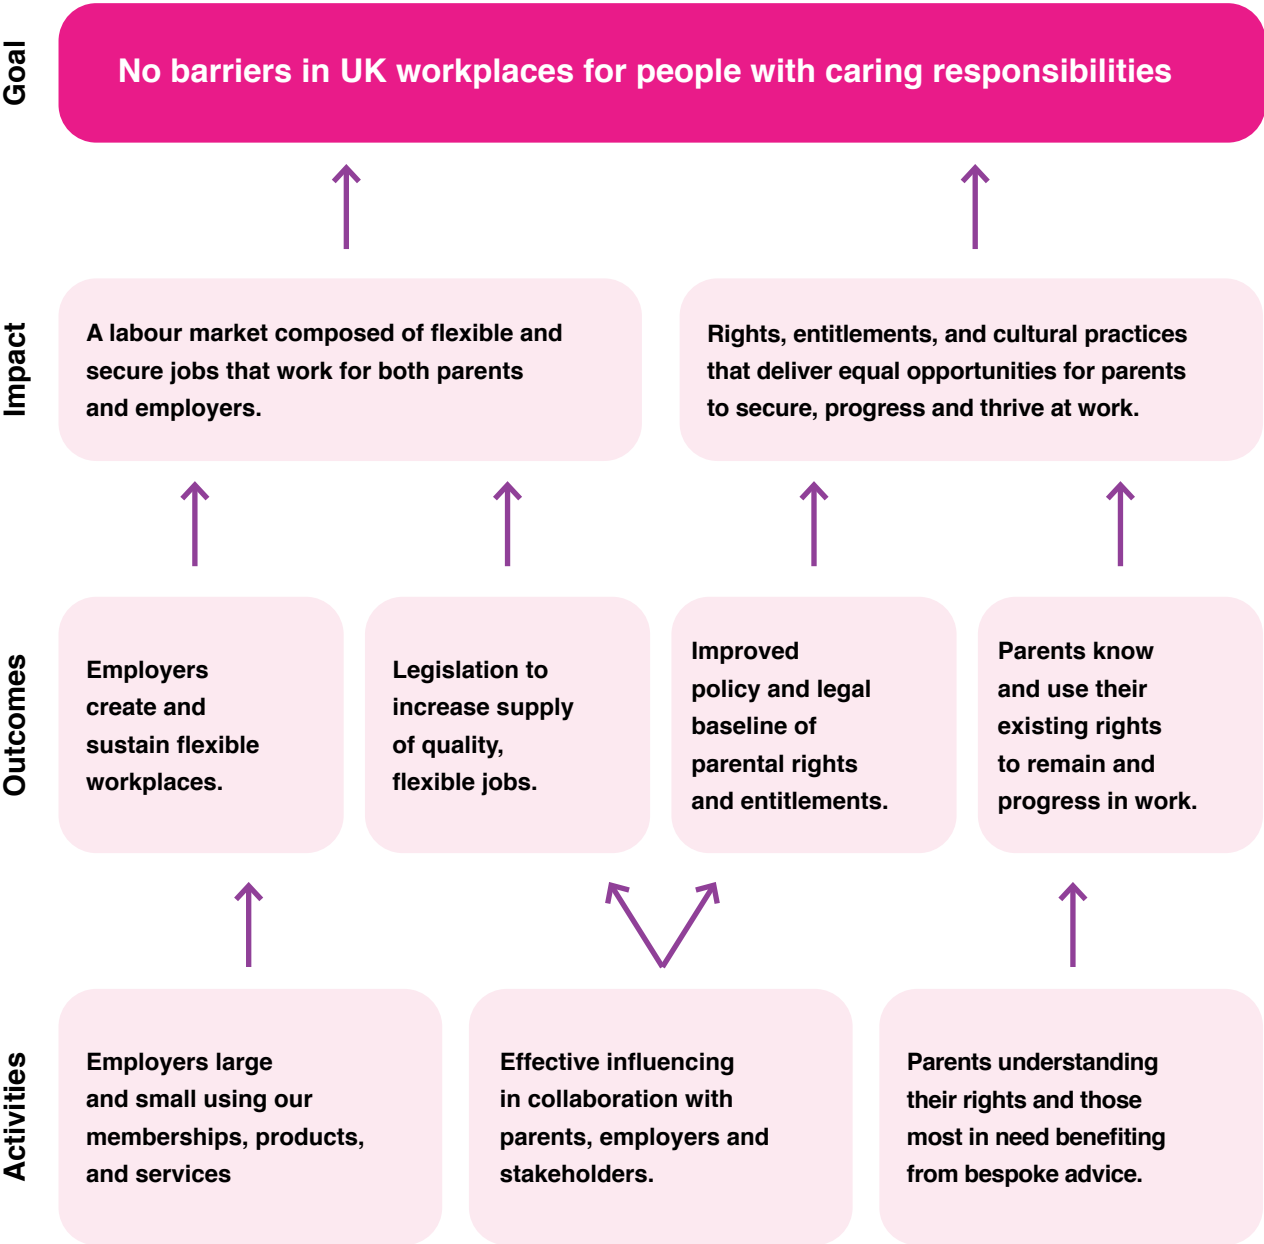 Goal
No barriers in UK workplaces for people with caring responsibilities
Impact
A labour market composed of flexible and
secure jobs that work for both parents
and employers.
Rights, entitlements, and cultural practices
that deliver equal opportunities for parents
to secure, progress and thrive at work.
Outcomes
Employers
create and
sustain flexible
workplaces.
Legislation to
increase supply
of quality,
flexible jobs.
Improved
policy and legal
baseline of
parental rights
and entitlements.
Parents know
and use their
existing rights
to remain and
progress in work.
Activities
Employers large
and small using our
memberships, products,
and services
Effective influencing
in collaboration with
parents, employers and
stakeholders.
Parents understanding
their rights and those
most in need benefiting
from bespoke advice.